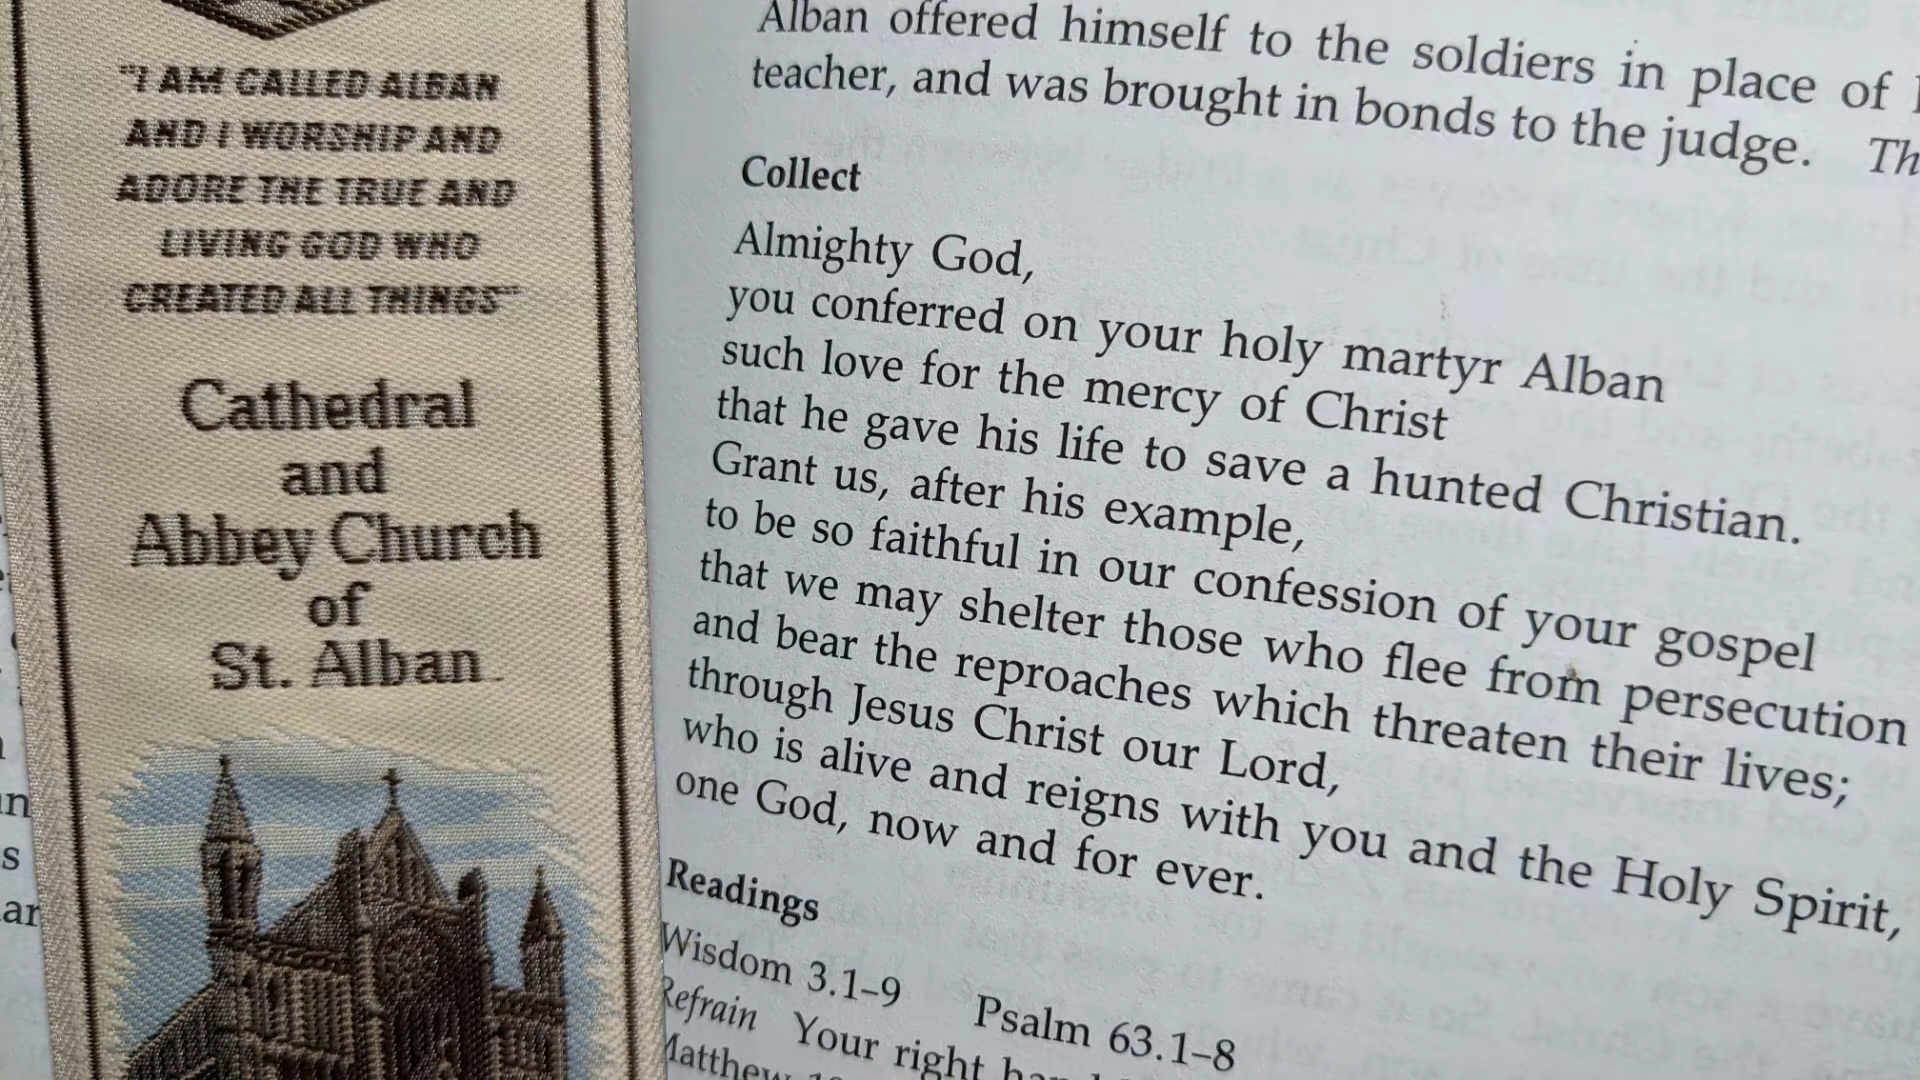 "I AM CALLED ALBAN
AND I WORSHIP AND
ADORE THE TRUE AND
LIVING GOD WHO
CREATED ALL THINGS"
Cathedral
and
Abbey Church
of
St. Alban
Alban offered himself to the soldiers in place of
teacher, and was brought in bonds to the judge.
Collect
Almighty God,
you conferred on your holy martyr Alban
such love for the mercy of Christ
that he gave his life to save a hunted Christian.
Grant us, after his example,
to be so faithful in our confession of your gospel
that we may shelter those who flee from persecution
and bear the reproaches which threaten their lives;
through Jesus Christ our Lord,
who is alive and reigns with you and the Holy Spirit,
one God, now and for ever.
Readings
Wisdom 3.1–9 Psalm 63.1–8
Refrain Your right